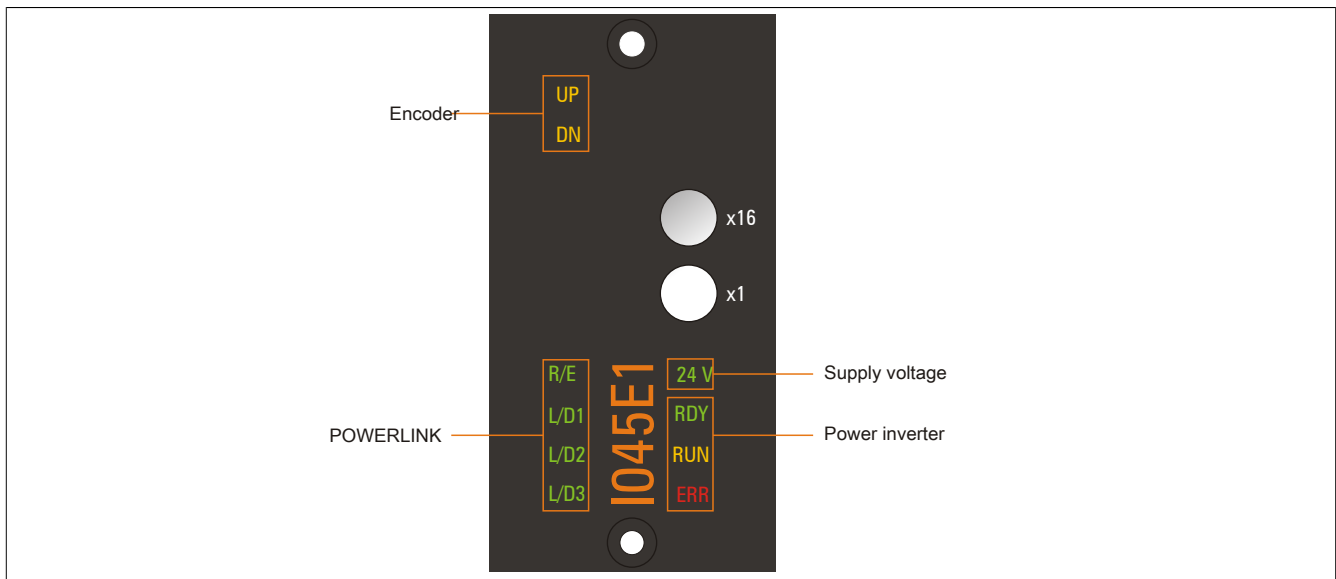 Encoder
UP
DN
x16
x1
R/E
L/D1
L/D2
L/D3
POWERLINK
I045E1
24 V
RDY
RUN
ERR
Supply voltage
Power inverter